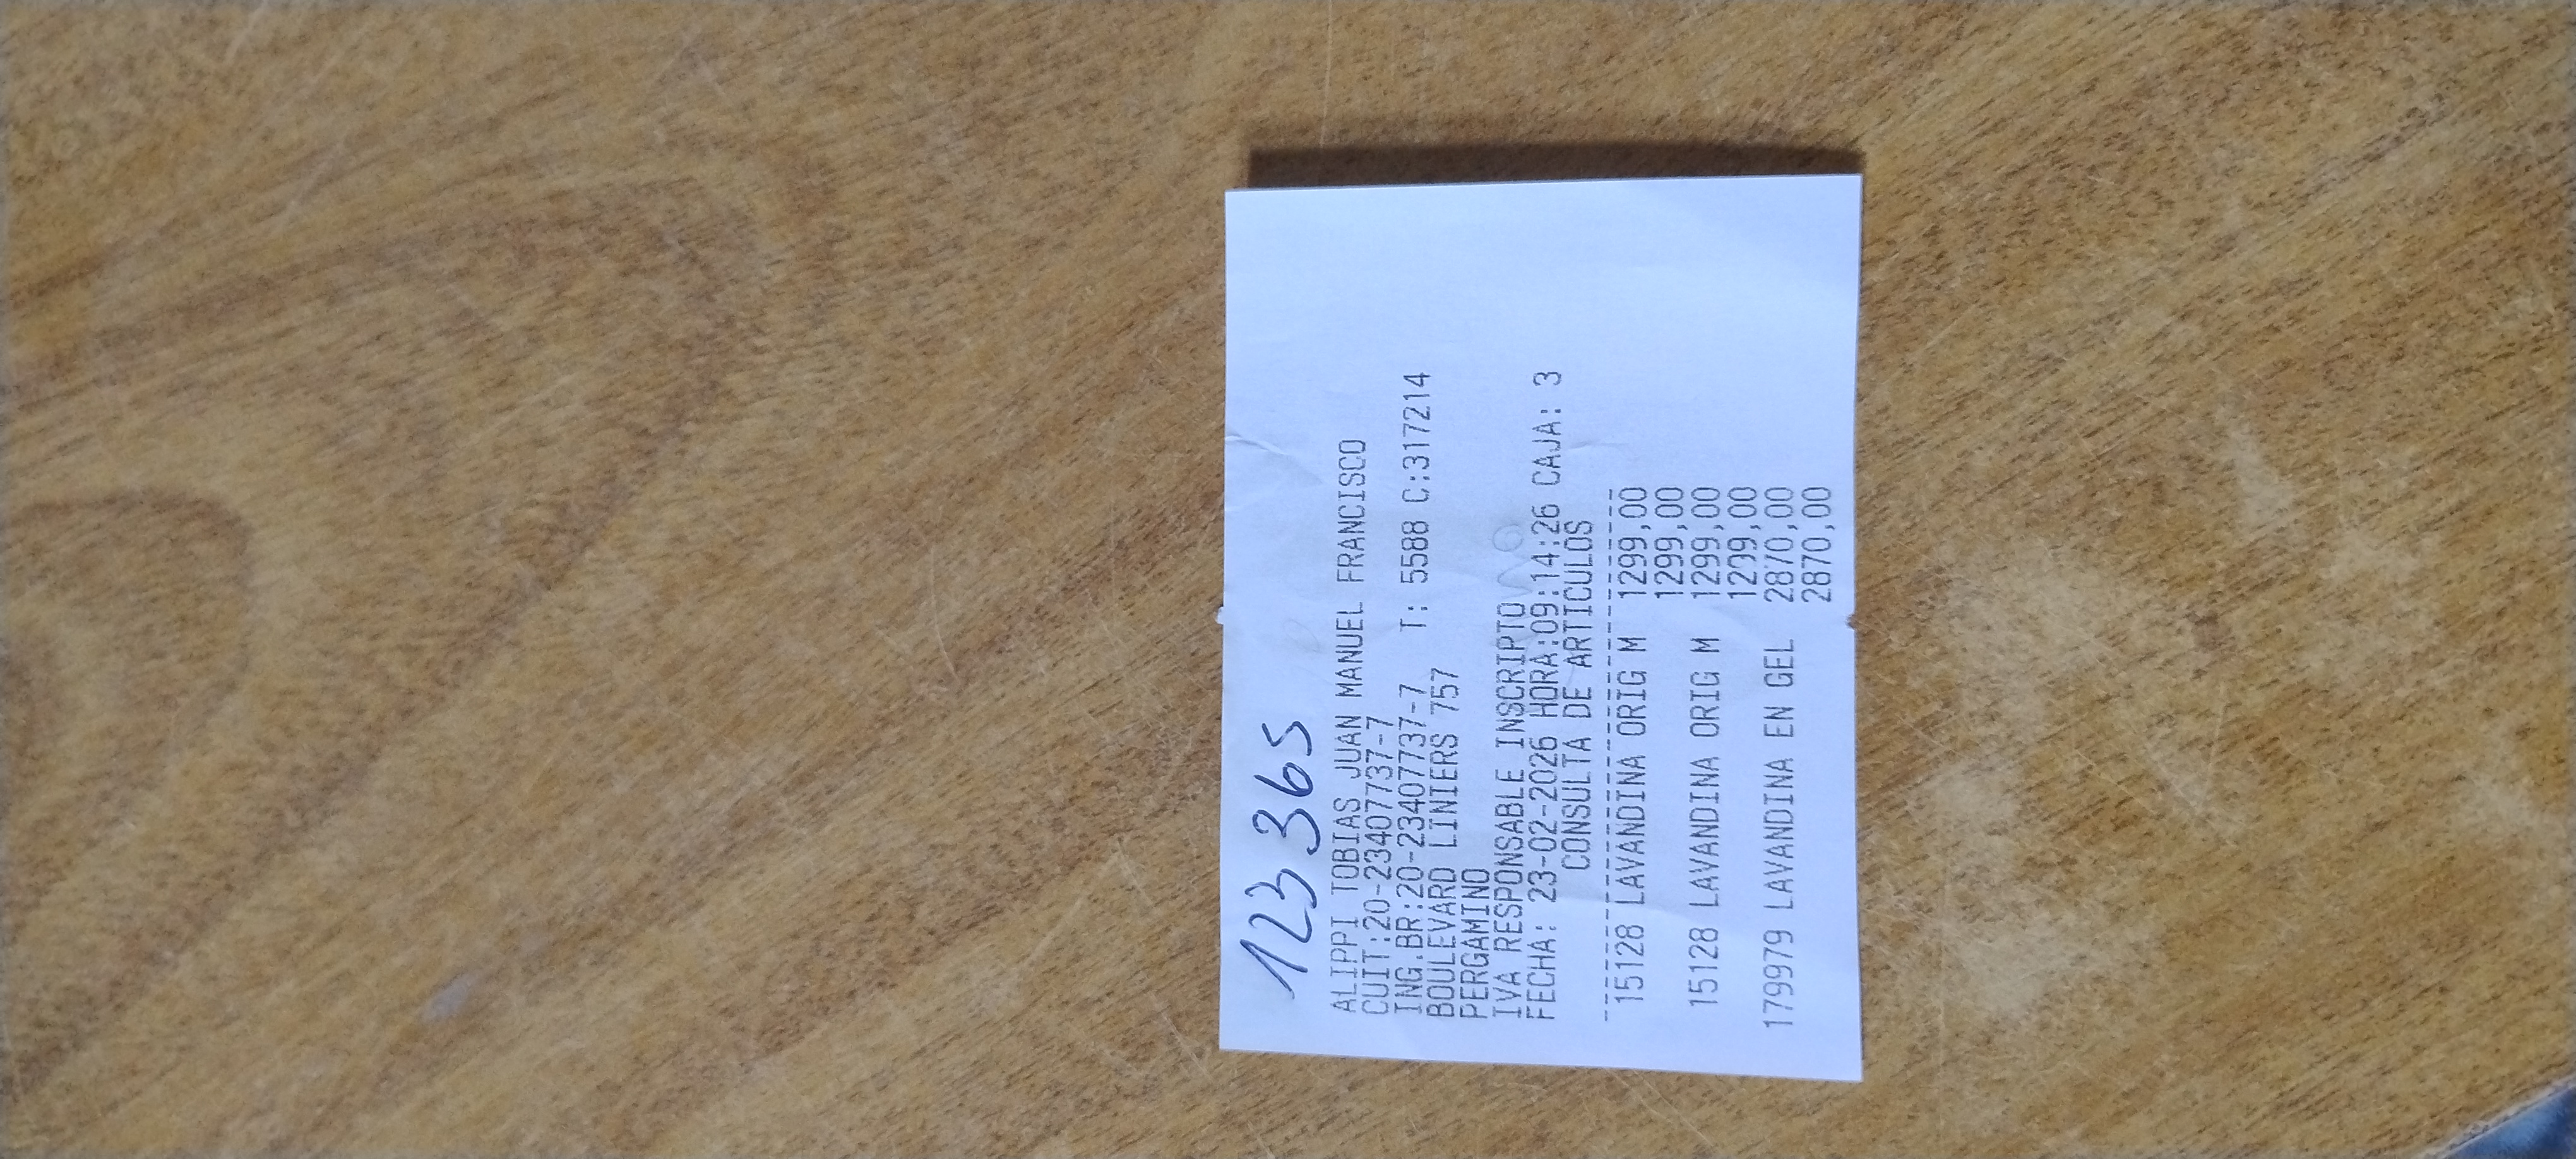 123365
ALIPPI TOBIAS JUAN MANUEL FRANCISCO
CUIT:20-23407737-7
ING.BR:20-23407737-7 T: 5588 C:317214
BOULEVARD LINIERS 757
PERGAMINO
IVA RESPONSABLE INSCRIPTO
FECHA: 23-02-2026 HORA:09:14:26 CAJA: 3
CONSULTA DE ARTICULOS
15128 LAVANDINA ORIG M 1299,00
1299,00
15128 LAVANDINA ORIG M 1299,00
1299,00
179979 LAVANDINA EN GEL 2870,00
2870,00